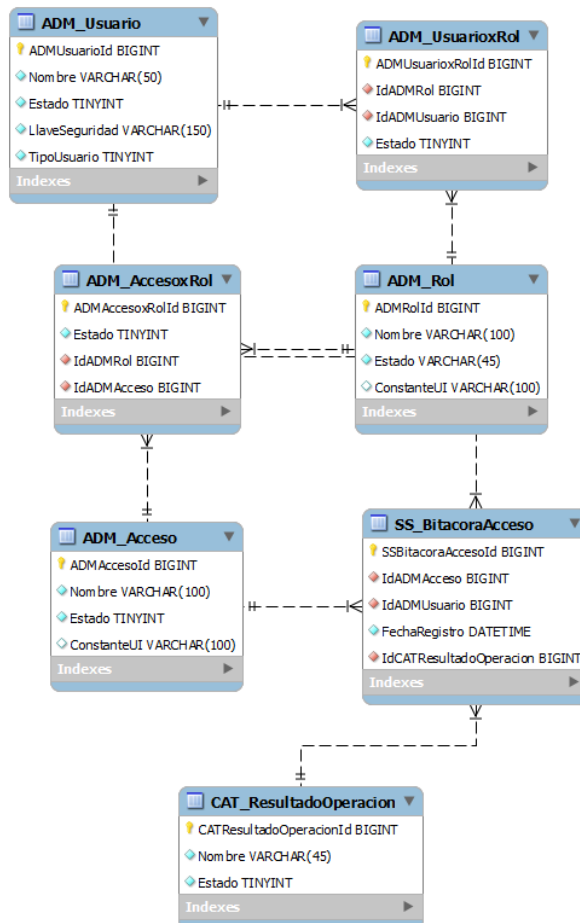 ADM_Usuario
ADMUsuarioId BIGINT
Nombre VARCHAR(50)
Estado TINYINT
LlaveSeguridad VARCHAR(150)
TipoUsuario TINYINT
Indexes
ADM_UsuarioxRol
ADMUsuarioxRolId BIGINT
IdADMRol BIGINT
IdADMUsuario BIGINT
Estado TINYINT
Indexes
ADM_AccesoxRol
ADMAccesoxRolId BIGINT
Estado TINYINT
IdADMRol BIGINT
IdADMAcceso BIGINT
Indexes
ADM_Rol
ADMRolId BIGINT
Nombre VARCHAR(100)
Estado VARCHAR(45)
ConstanteUI VARCHAR(100)
Indexes
ADM_Acceso
ADMAccesoId BIGINT
Nombre VARCHAR(100)
Estado TINYINT
ConstanteUI VARCHAR(100)
Indexes
SS_BitacoraAcceso
SSBitacoraAccesoId BIGINT
IdADMAcceso BIGINT
IdADMUsuario BIGINT
FechaRegistro DATETIME
IdCATResultadoOperacion BIGINT
Indexes
CAT_ResultadoOperacion
CATResultadoOperacionId BIGINT
Nombre VARCHAR(45)
Estado TINYINT
Indexes